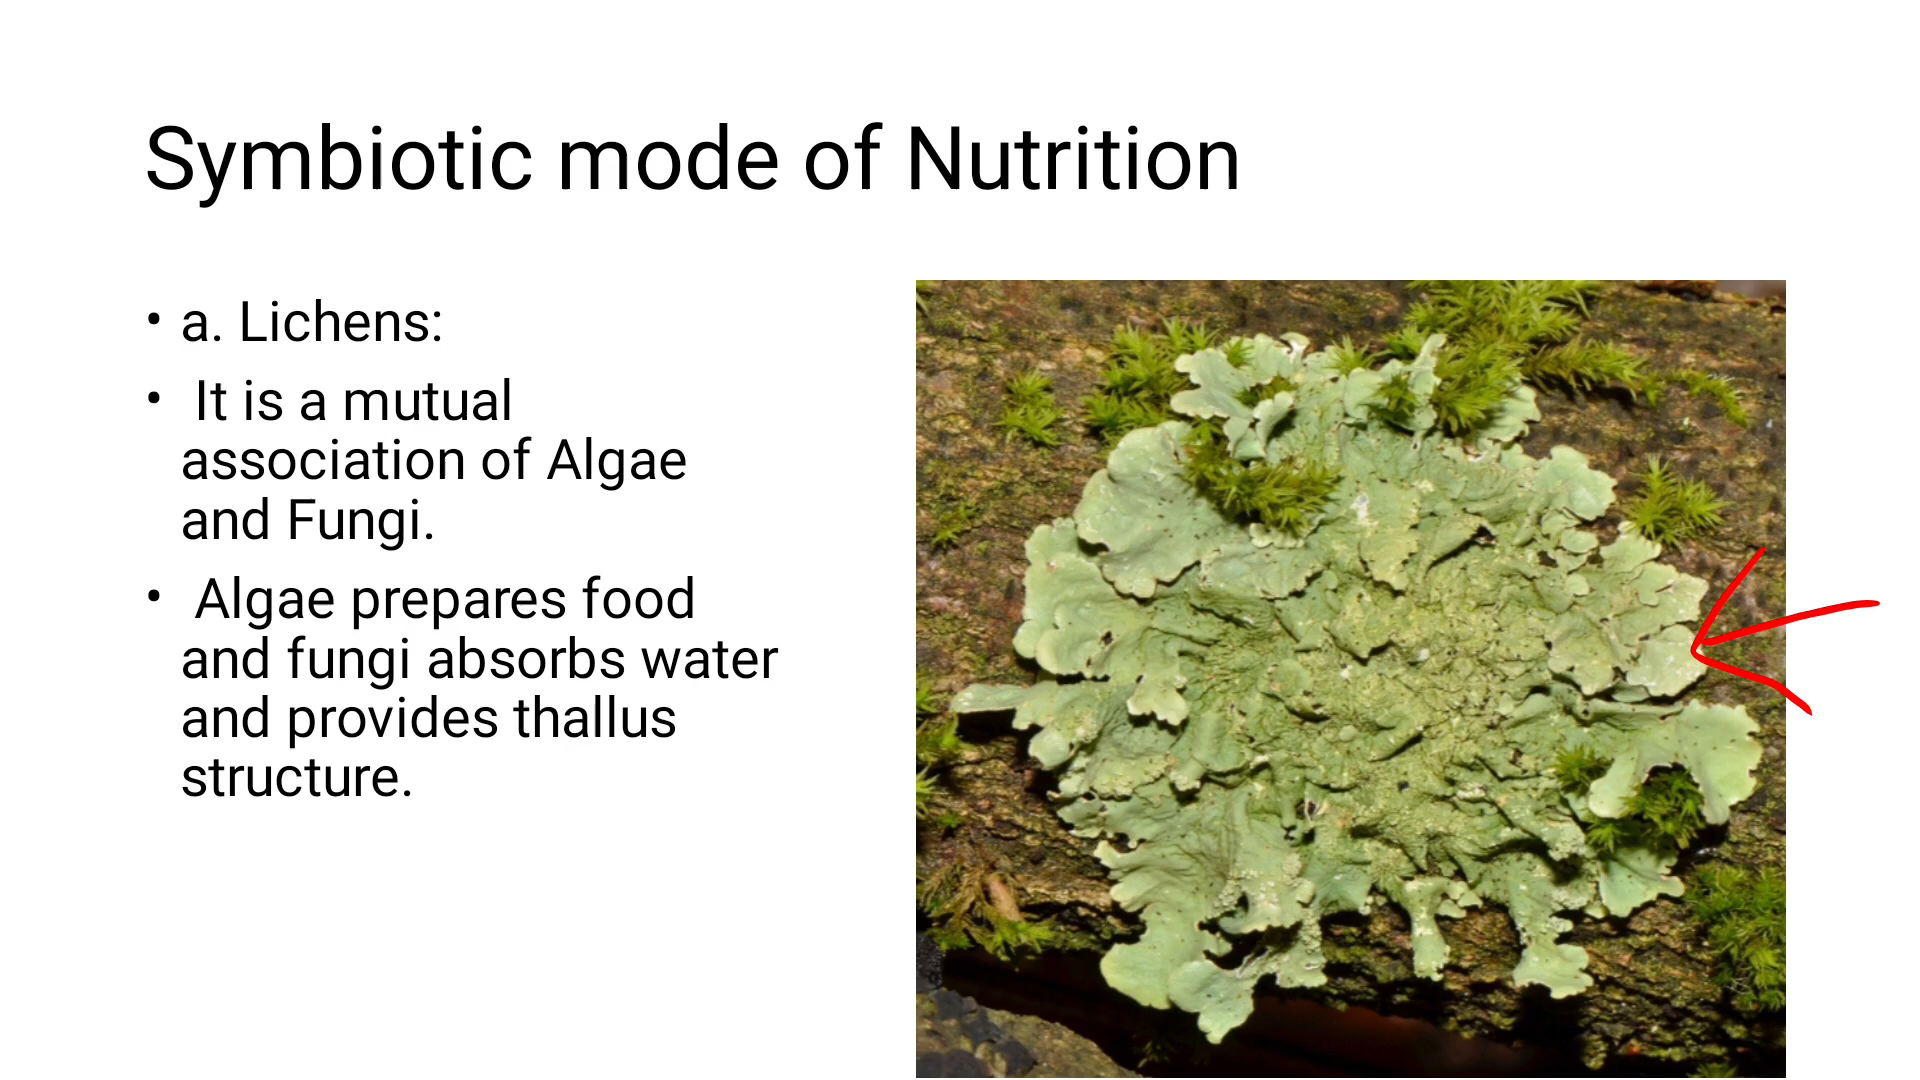 Symbiotic mode of Nutrition
• a. Lichens:
• It is a mutual
association of Algae
and Fungi.
• Algae prepares food
and fungi absorbs water
and provides thallus
structure.